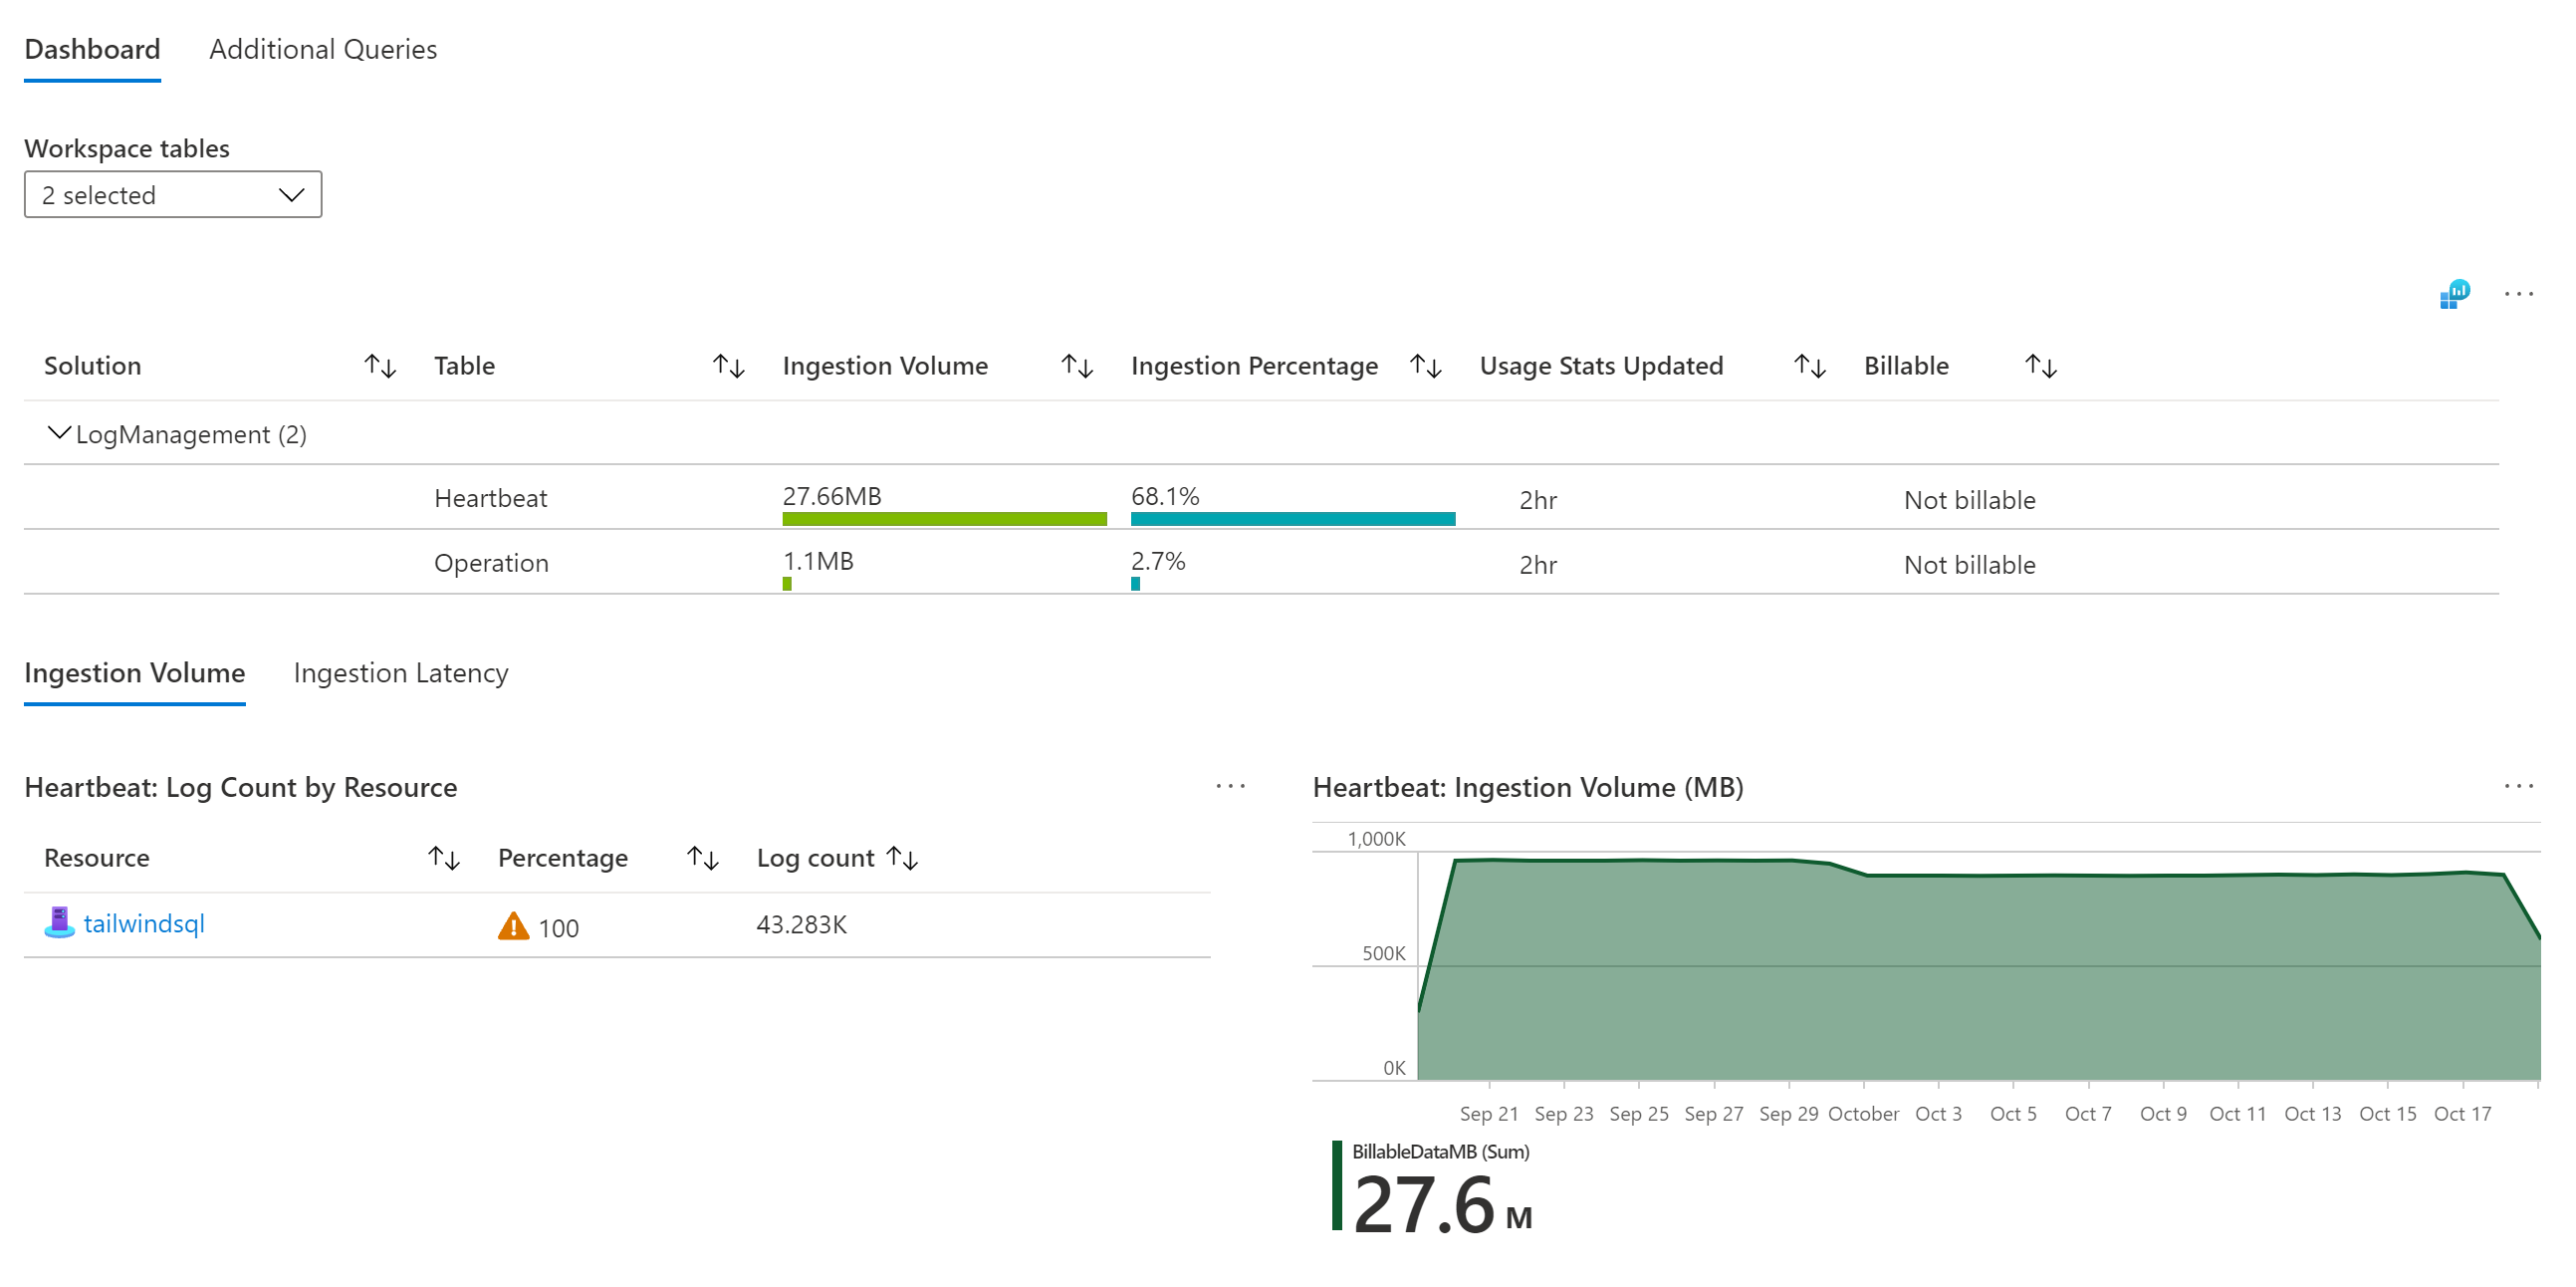 Dashboard Additional Queries
Workspace tables
2 selected
Solution Table Ingestion Volume Ingestion Percentage Usage Stats Updated Billable
LogManagement (2)
Heartbeat 27.66MB 68.1% 2hr Not billable
Operation 1.1MB 2.7% 2hr Not billable
Ingestion Volume Ingestion Latency
Heartbeat: Log Count by Resource
Resource Percentage Log count
tailwindsql 100 43.283K
Heartbeat: Ingestion Volume (MB)
1,000K
500K
0K
Sep 21 Sep 23 Sep 25 Sep 27 Sep 29 October Oct 3 Oct 5 Oct 7 Oct 9 Oct 11 Oct 13 Oct 15 Oct 17
BillableDataMB (Sum)
27.6 M